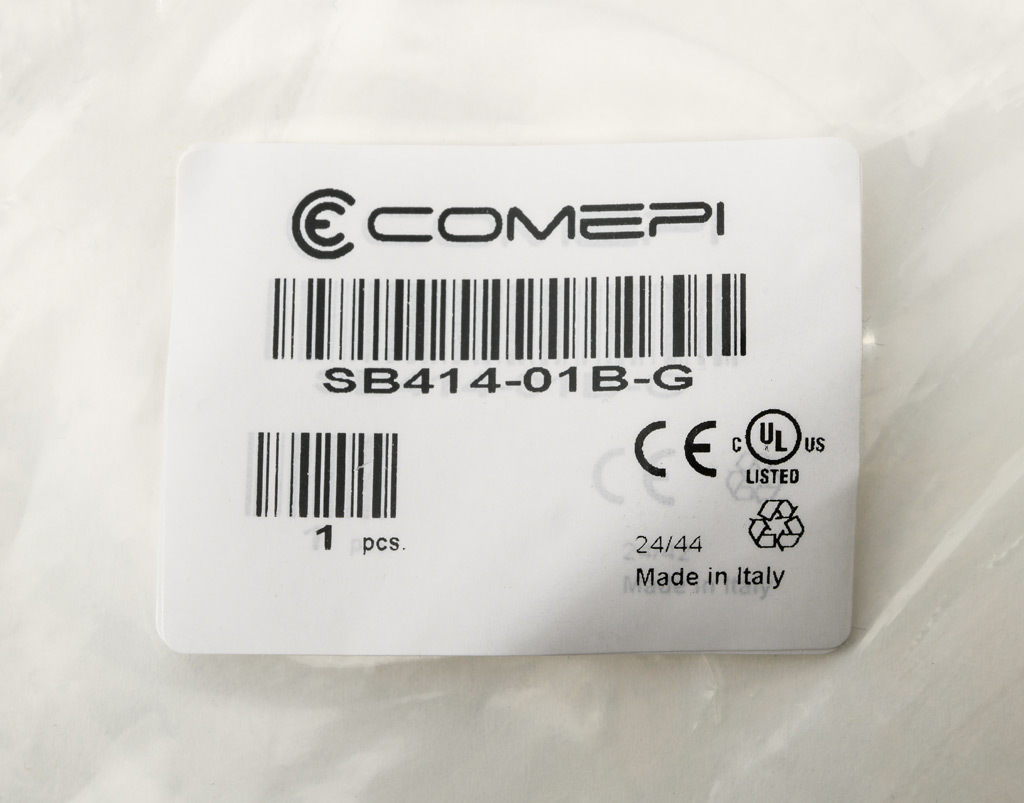 COMEPI
SB414-01B-G
1 pcs.
CE
C UL US
LISTED
24/44
Made in Italy